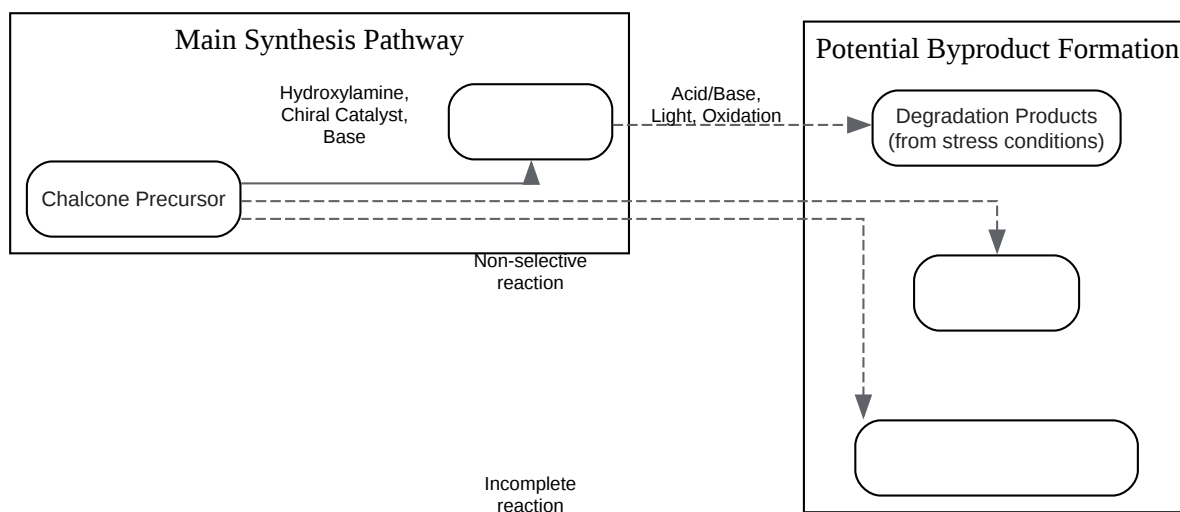 Main Synthesis Pathway
Hydroxylamine,
Chiral Catalyst,
Base
Chalcone Precursor
Acid/Base,
Light, Oxidation
Non-selective
reaction
Incomplete
reaction
Potential Byproduct Formation
Degradation Products
(from stress conditions)